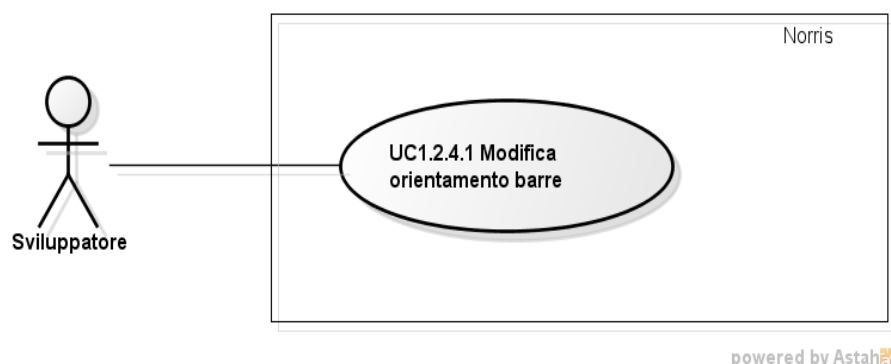 Norris
UC1.2.4.1 Modifica
orientamento barre
Sviluppatore
powered by Astah